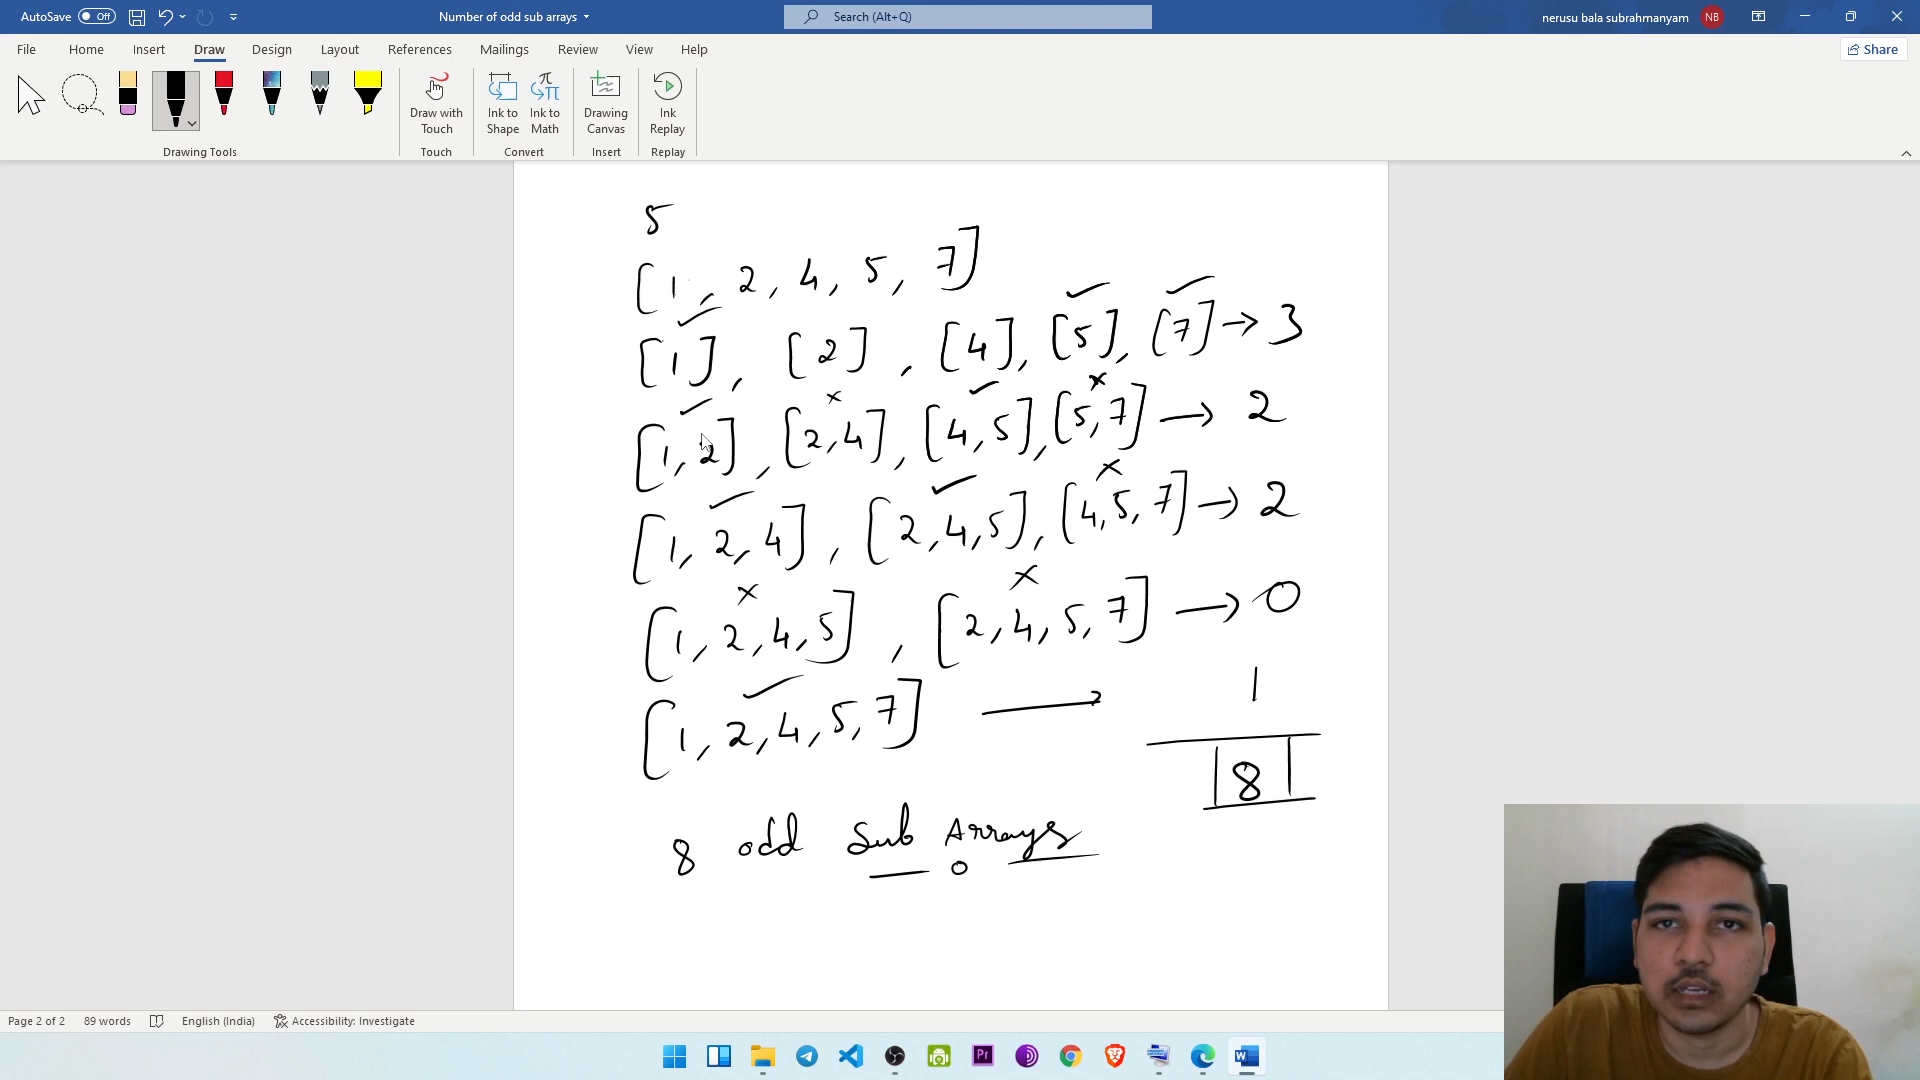 AutoSave Off Number of odd sub arrays Search (Alt+Q) nerusu bala subrahmanyam NB
File Home Insert Draw Design Layout References Mailings Review View Help Share
Draw with Touch Ink to Shape Ink to Math Drawing Canvas Ink Replay
Drawing Tools Touch Convert Insert Replay
5
[1, 2, 4, 5, 7]
[1], [2], [4], [5], [7] → 3
[1,2], [2,4], [4,5], [5,7] → 2
[1, 2, 4], [2,4,5], [4,5,7] → 2
[1, 2, 4, 5], [2,4,5,7] → 0
[1, 2, 4, 5, 7] → 1
8
8 odd Sub Arrays
Page 2 of 2 89 words English (India) Accessibility: Investigate
Pr W